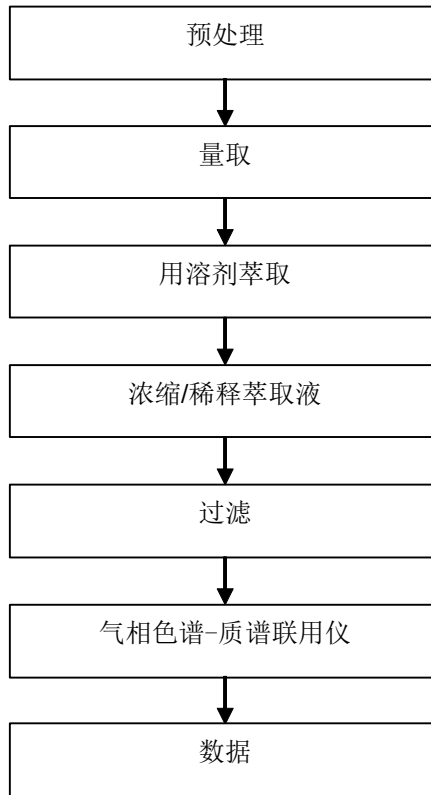 预处理
量取
用溶剂萃取
浓缩/稀释萃取液
过滤
气相色谱-质谱联用仪
数据